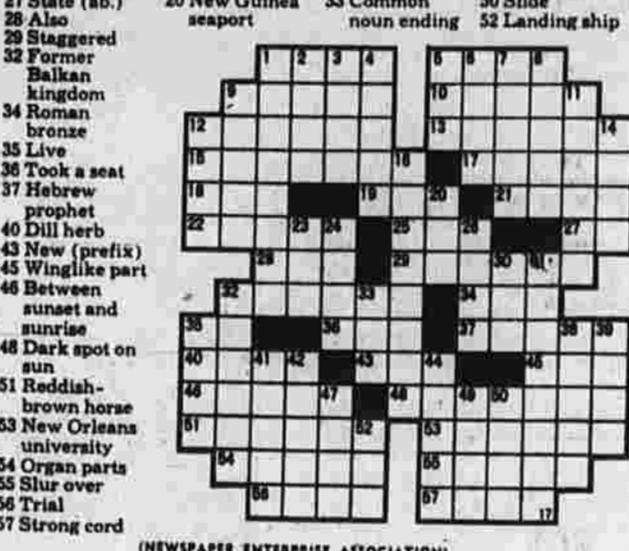 27 State (ab.)
28 Also
29 Staggered
32 Former
Balkan
kingdom
34 Roman
bronze
35 Live
36 Took a seat
37 Hebrew
prophet
40 Dill herb
43 New (prefix)
45 Winglike part
46 Between
sunset and
sunrise
48 Dark spot on
sun
51 Reddish-
brown horse
53 New Orleans
university
54 Organ parts
55 Slur over
56 Trial
57 Strong cord
20 New Guinea
seaport
33 Common
noun ending
50 Slide
52 Landing ship
1 2 3 4 5 6 7 8
9 10 11
12 13 14
15 16 17
18 19 20 21
22 23 24 25 26 27
28 29 30 31
32 33 34
35 36 37 38 39
40 41 42 43 44 45
46 47 48 49 50
51 52 53
54 55
56 57
17
(NEWSPAPER ENTERPRISE ASSOCIATION)